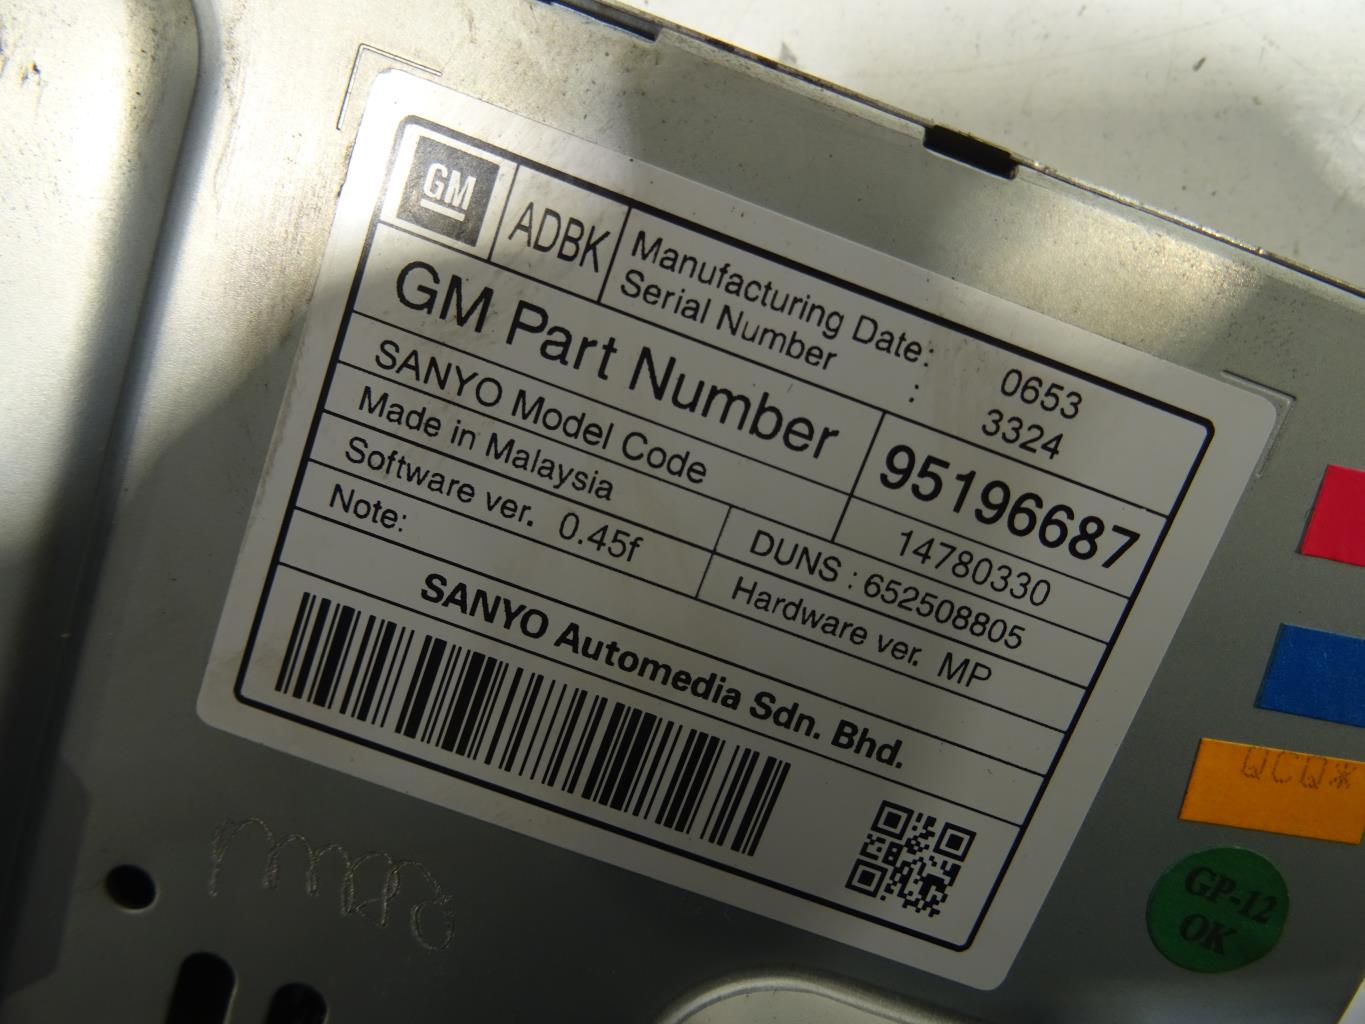 GM
ADBK
Manufacturing Date: 0653
Serial Number : 3324
GM Part Number 95196687
SANYO Model Code 14780330
Made in Malaysia DUNS : 652508805
Software ver. 0.45f Hardware ver. MP
Note:
SANYO Automedia Sdn. Bhd.
QCQ*
GP-12
OK